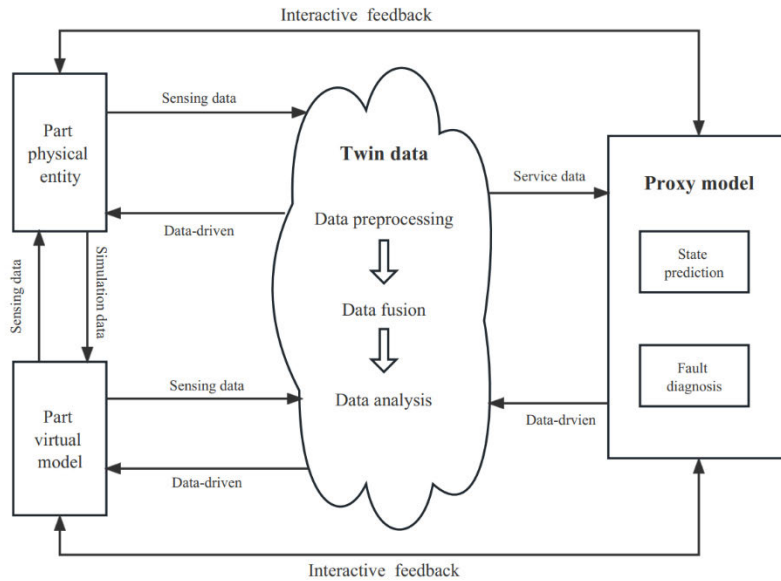 Interactive feedback
Part
physical
entity
Sensing data
Data-driven
Sensing data
Simulation data
Part
virtual
model
Sensing data
Data-driven
Twin data
Data preprocessing
Data fusion
Data analysis
Service data
Data-drvien
Proxy model
State
prediction
Fault
diagnosis
Interactive feedback